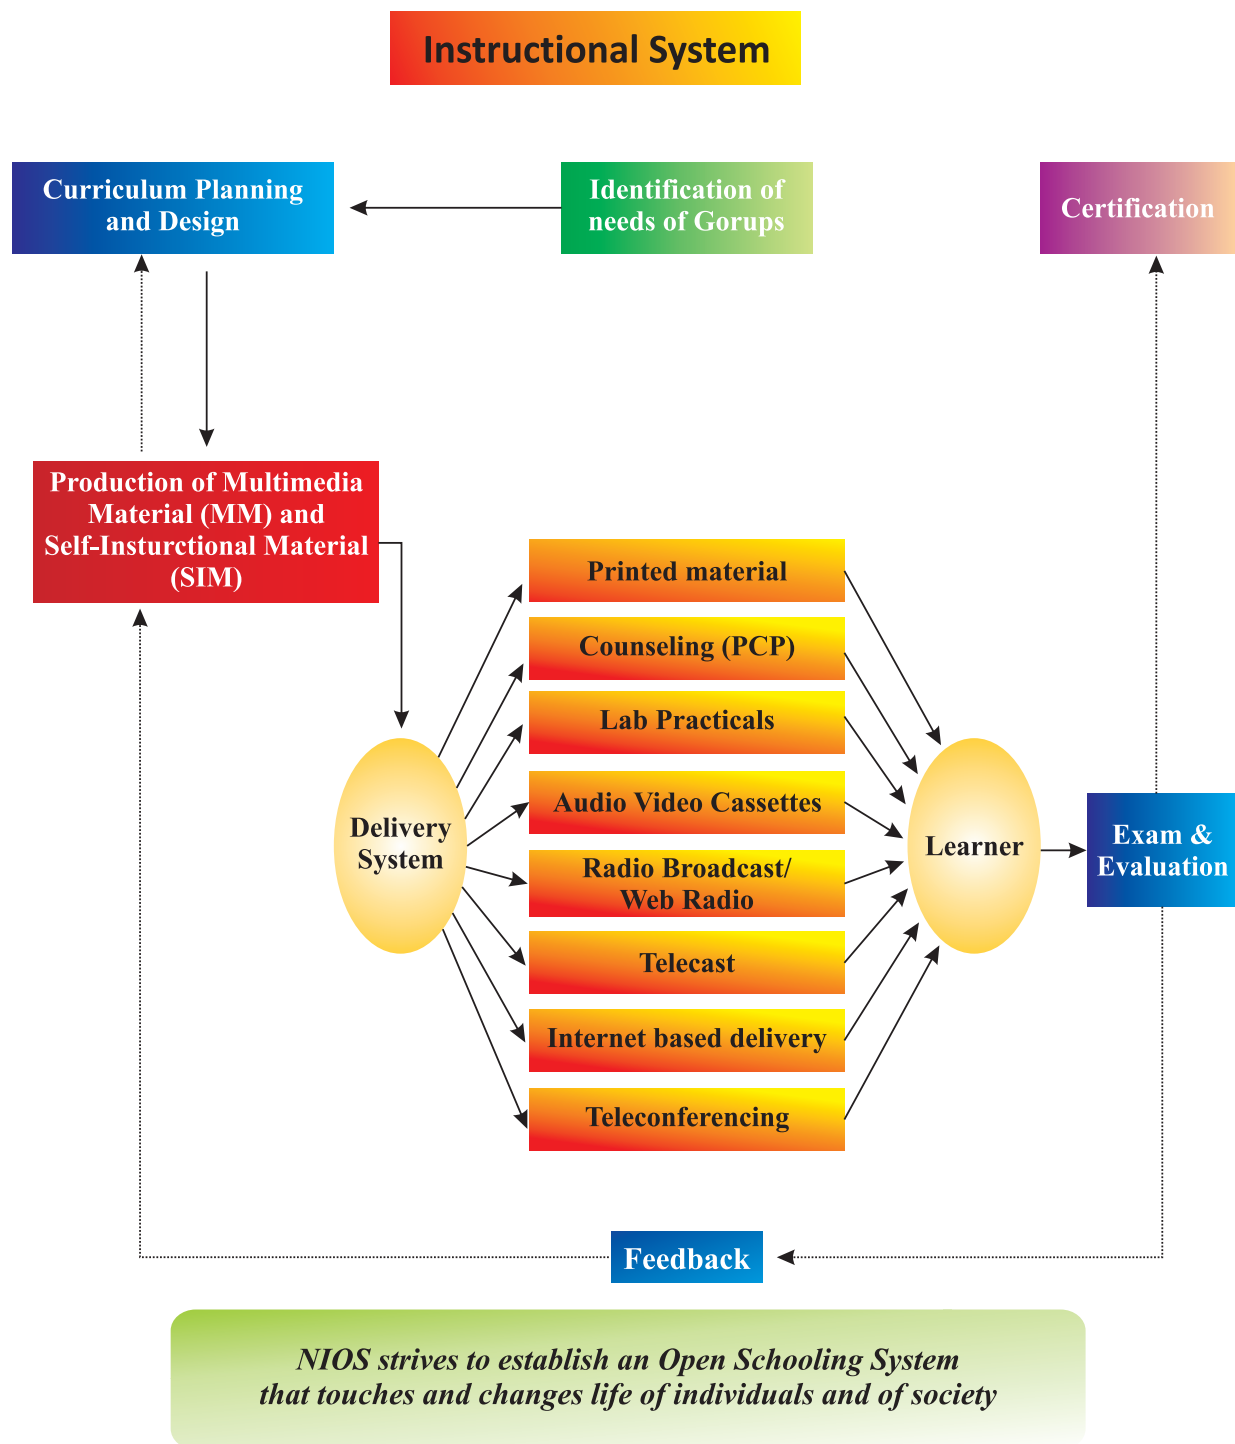 Instructional System
Curriculum Planning
and Design
Identification of
needs of Gorups
Certification
Production of Multimedia
Material (MM) and
Self-Insturctional Material
(SIM)
Printed material
Counseling (PCP)
Lab Practicals
Audio Video Cassettes
Radio Broadcast/
Web Radio
Telecast
Internet based delivery
Teleconferencing
Delivery
System
Learner
Exam &
Evaluation
Feedback
NIOS strives to establish an Open Schooling System
that touches and changes life of individuals and of society